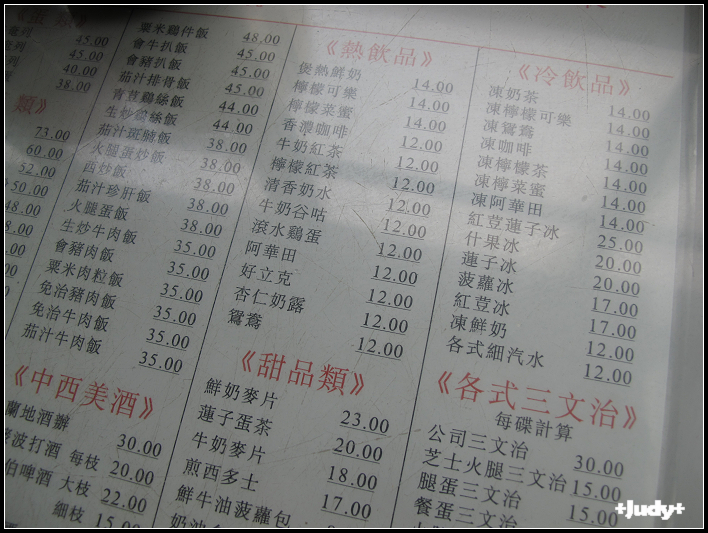 45.00
45.00
40.00
38.00
類》
73.00
60.00
52.00
50.00
48.00
粟米鷄件飯 48.00
會牛扒飯 45.00
會豬扒飯 45.00
茄汁排骨飯 45.00
青荳鷄絲飯 44.00
生炒鷄絲飯 44.00
茄汁斑腩飯 38.00
火腿蛋炒飯 38.00
西炒飯 38.00
茄汁珍肝飯 38.00
火腿蛋飯 38.00
生炒牛肉飯 35.00
會豬肉飯 35.00
粟米肉粒飯 35.00
免治豬肉飯 35.00
免治牛肉飯 35.00
茄汁牛肉飯 35.00
《中西美酒》
蘭地酒辦 30.00
波打酒 每枝 20.00
伯啤酒 大枝 22.00
細枝 15.00
《熱飲品》
煲熱鮮奶 14.00
檸檬可樂 14.00
檸檬菜蜜 14.00
香濃咖啡 12.00
牛奶紅茶 12.00
檸檬紅茶 12.00
清香奶水 12.00
牛奶谷咕 12.00
滾水鷄蛋 12.00
阿華田 12.00
好立克 12.00
杏仁奶露 12.00
鴛鴦 12.00
《甜品類》
鮮奶麥片 23.00
蓮子蛋茶 20.00
牛奶麥片 18.00
煎西多士 17.00
鮮牛油菠蘿包
《冷飲品》
凍奶茶 14.00
凍檸檬可樂 14.00
凍鴛鴦 14.00
凍咖啡 14.00
凍檸檬茶 14.00
凍檸菜蜜 14.00
凍阿華田 14.00
紅荳蓮子冰 25.00
什果冰 20.00
蓮子冰 20.00
菠蘿冰 17.00
紅荳冰 17.00
凍鮮奶 12.00
各式細汽水 12.00
《各式三文治》
每碟計算
公司三文治 30.00
芝士火腿三文治 15.00
腿蛋三文治 15.00
餐蛋三文治
+Judy+